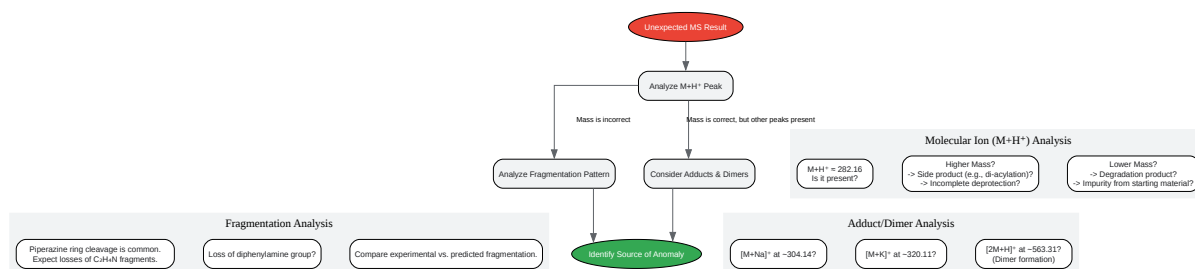 Unexpected MS Result
Analyze M+H⁺ Peak
Mass is incorrect
Mass is correct, but other peaks present
Analyze Fragmentation Pattern
Consider Adducts & Dimers
Identify Source of Anomaly
Molecular Ion (M+H⁺) Analysis
M+H⁺ ≈ 282.16
Is it present?
Higher Mass?
-> Side product (e.g., di-acylation)?
-> Incomplete deprotection?
Lower Mass?
-> Degradation product?
-> Impurity from starting material?
Fragmentation Analysis
Piperazine ring cleavage is common.
Expect losses of C₂H₄N fragments.
Loss of diphenylamine group?
Compare experimental vs. predicted fragmentation.
Adduct/Dimer Analysis
[M+Na]⁺ at ~304.14?
[M+K]⁺ at ~320.11?
[2M+H]⁺ at ~563.31?
(Dimer formation)